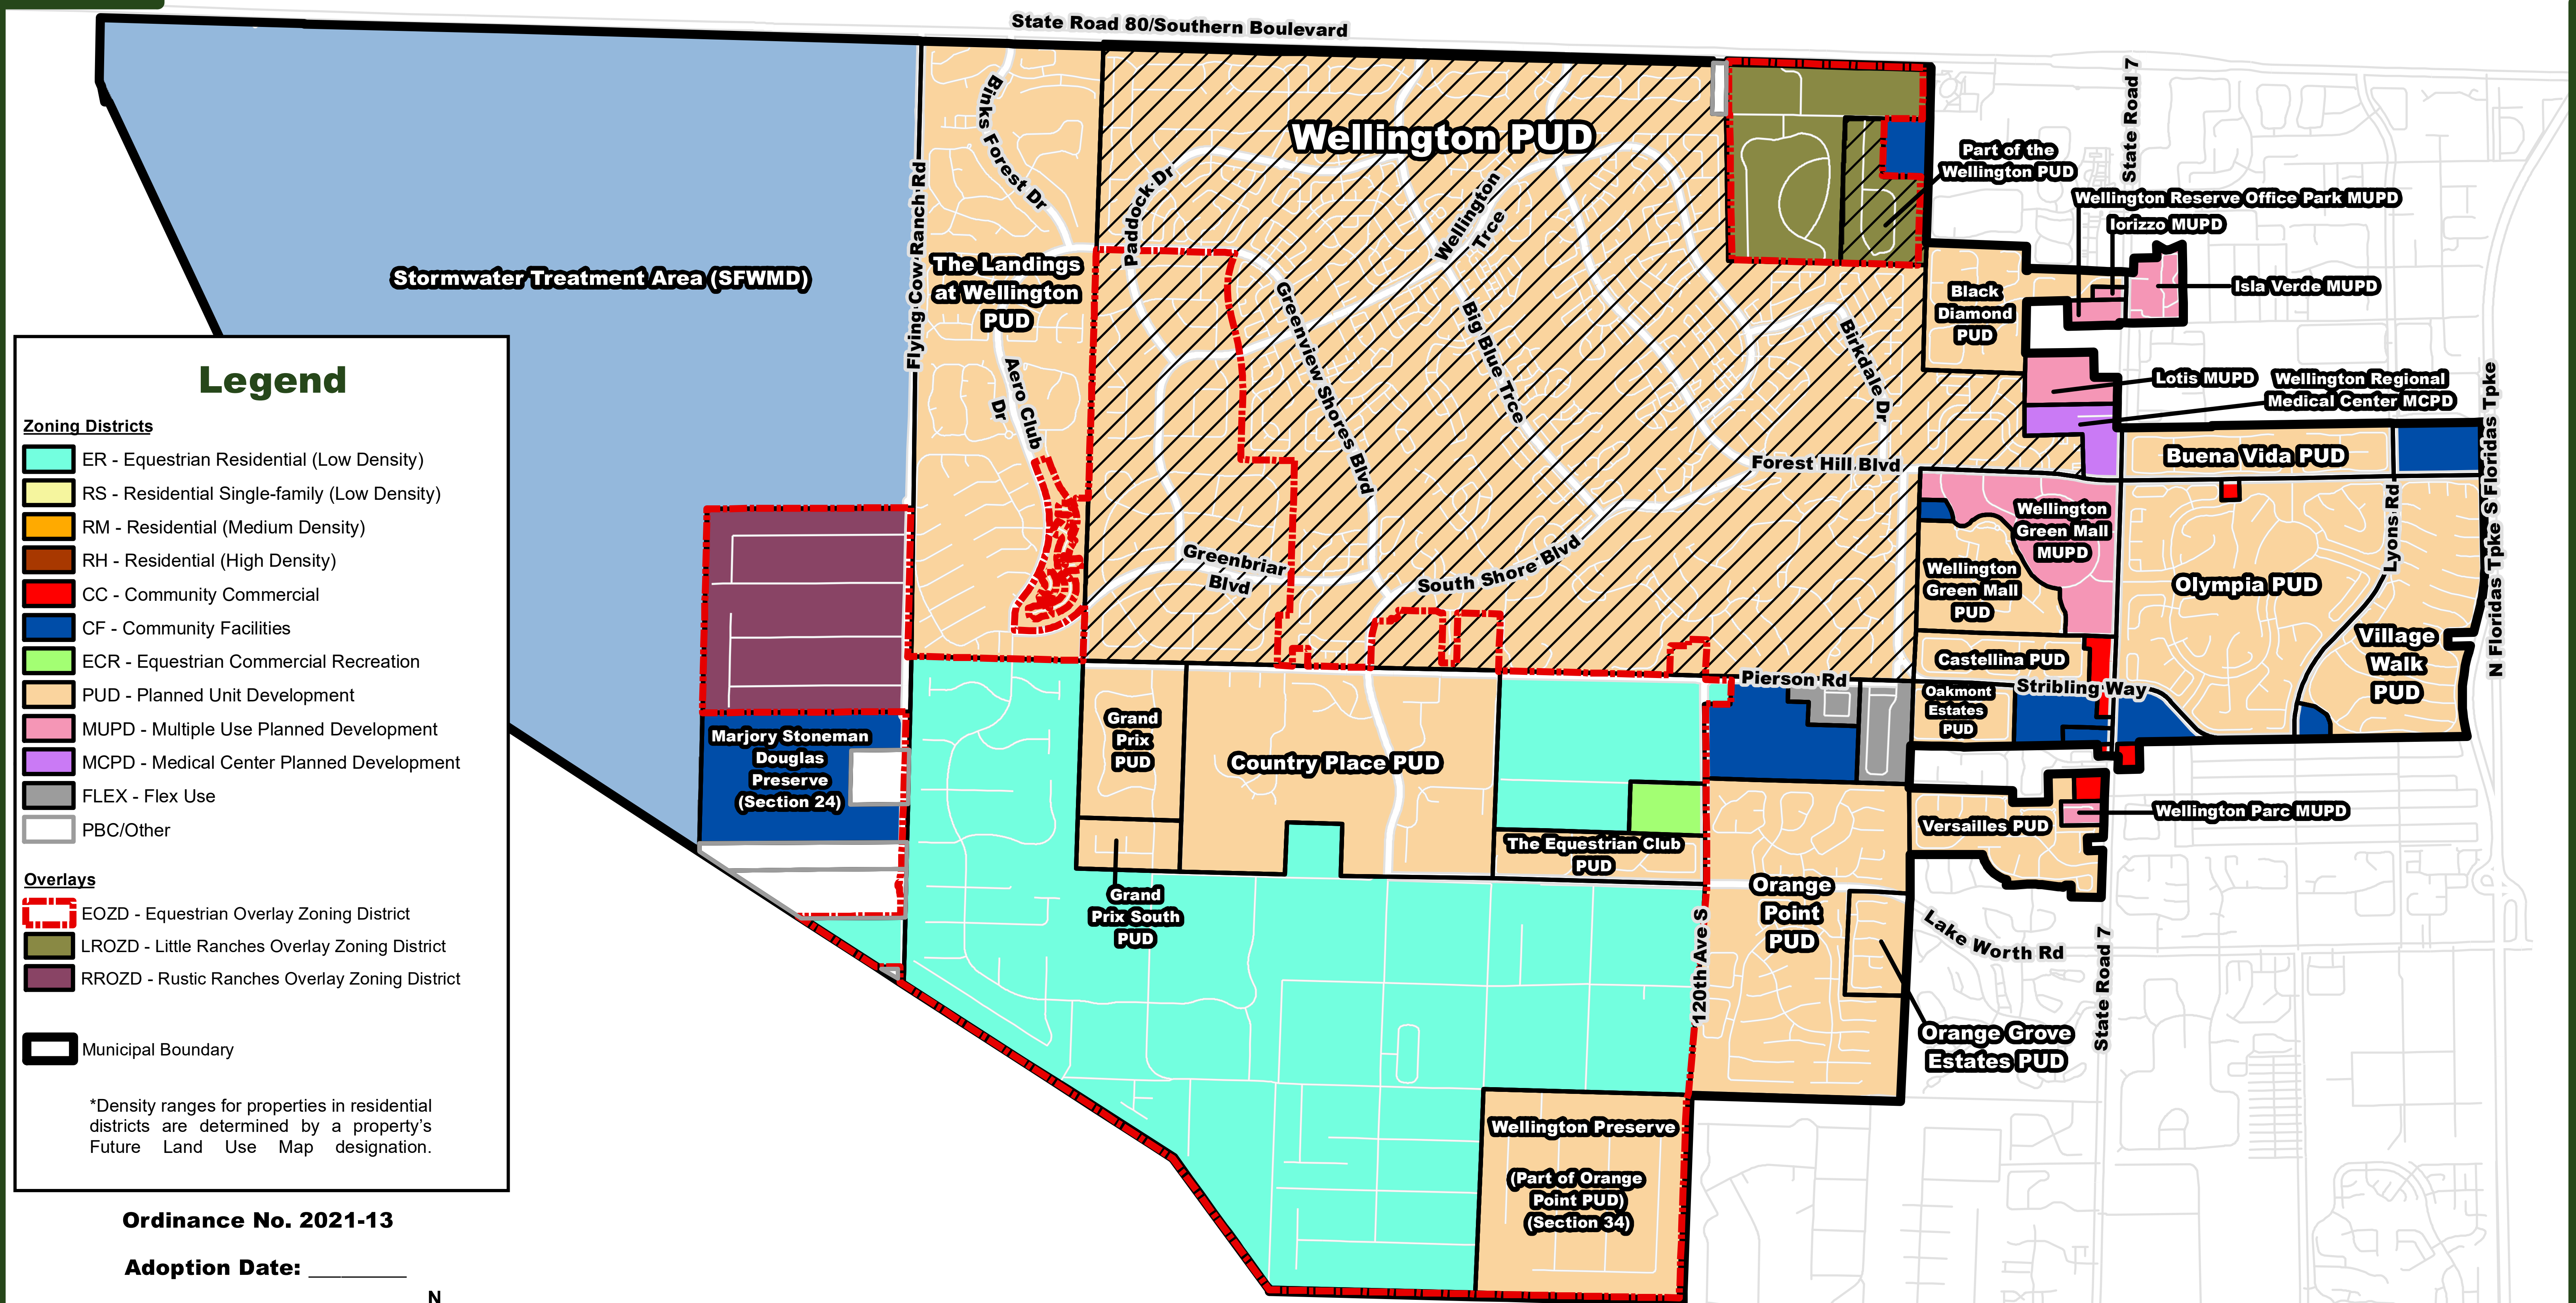 State Road 80/Southern Boulevard
Binks Forest Dr
Flying Cow Ranch Rd
Paddock Dr
Wellington PUD
Wellington
Trce
Part of the
Wellington PUD
State Road 7
Wellington Reserve Office Park MUPD
Iorizzo MUPD
Isla Verde MUPD
Stormwater Treatment Area (SFWMD)
The Landings
at Wellington
PUD
Aero Club
Dr
Greenview Shores Blvd
Big Blue Trce
Birkdale Dr
Black
Diamond
PUD
Lotis MUPD
Wellington Regional
Medical Center MCPD
N Floridas Tpke S Floridas Tpke
Forest Hill Blvd
Buena Vida PUD
Greenbriar
Blvd
South Shore Blvd
Wellington
Green Mall
MUPD
Wellington
Green Mall
PUD
Olympia PUD
Lyons Rd
Village
Walk
PUD
Castellina PUD
Pierson Rd
Stribling Way
Oakmont
Estates
PUD
Marjory Stoneman
Douglas
Preserve
(Section 24)
Grand
Prix
PUD
Country Place PUD
The Equestrian Club
PUD
Versailles PUD
Wellington Parc MUPD
Grand
Prix South
PUD
Orange
Point
PUD
120th Ave S
Lake Worth Rd
State Road 7
Orange Grove
Estates PUD
Wellington Preserve
(Part of Orange
Point PUD)
(Section 34)
Legend
Zoning Districts
ER - Equestrian Residential (Low Density)
RS - Residential Single-family (Low Density)
RM - Residential (Medium Density)
RH - Residential (High Density)
CC - Community Commercial
CF - Community Facilities
ECR - Equestrian Commercial Recreation
PUD - Planned Unit Development
MUPD - Multiple Use Planned Development
MCPD - Medical Center Planned Development
FLEX - Flex Use
PBC/Other
Overlays
EOZD - Equestrian Overlay Zoning District
LROZD - Little Ranches Overlay Zoning District
RROZD - Rustic Ranches Overlay Zoning District
Municipal Boundary
*Density ranges for properties in residential
districts are determined by a property's
Future Land Use Map designation.
Ordinance No. 2021-13
Adoption Date: ________
N